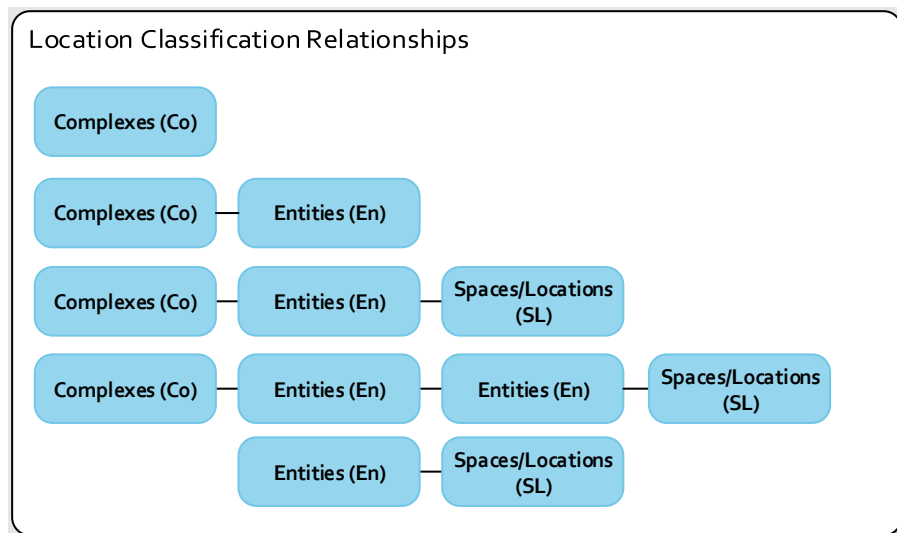 Location Classification Relationships
Complexes (Co)
Complexes (Co) Entities (En)
Complexes (Co) Entities (En) Spaces/Locations
(SL)
Complexes (Co) Entities (En) Entities (En) Spaces/Locations
(SL)
Entities (En) Spaces/Locations
(SL)